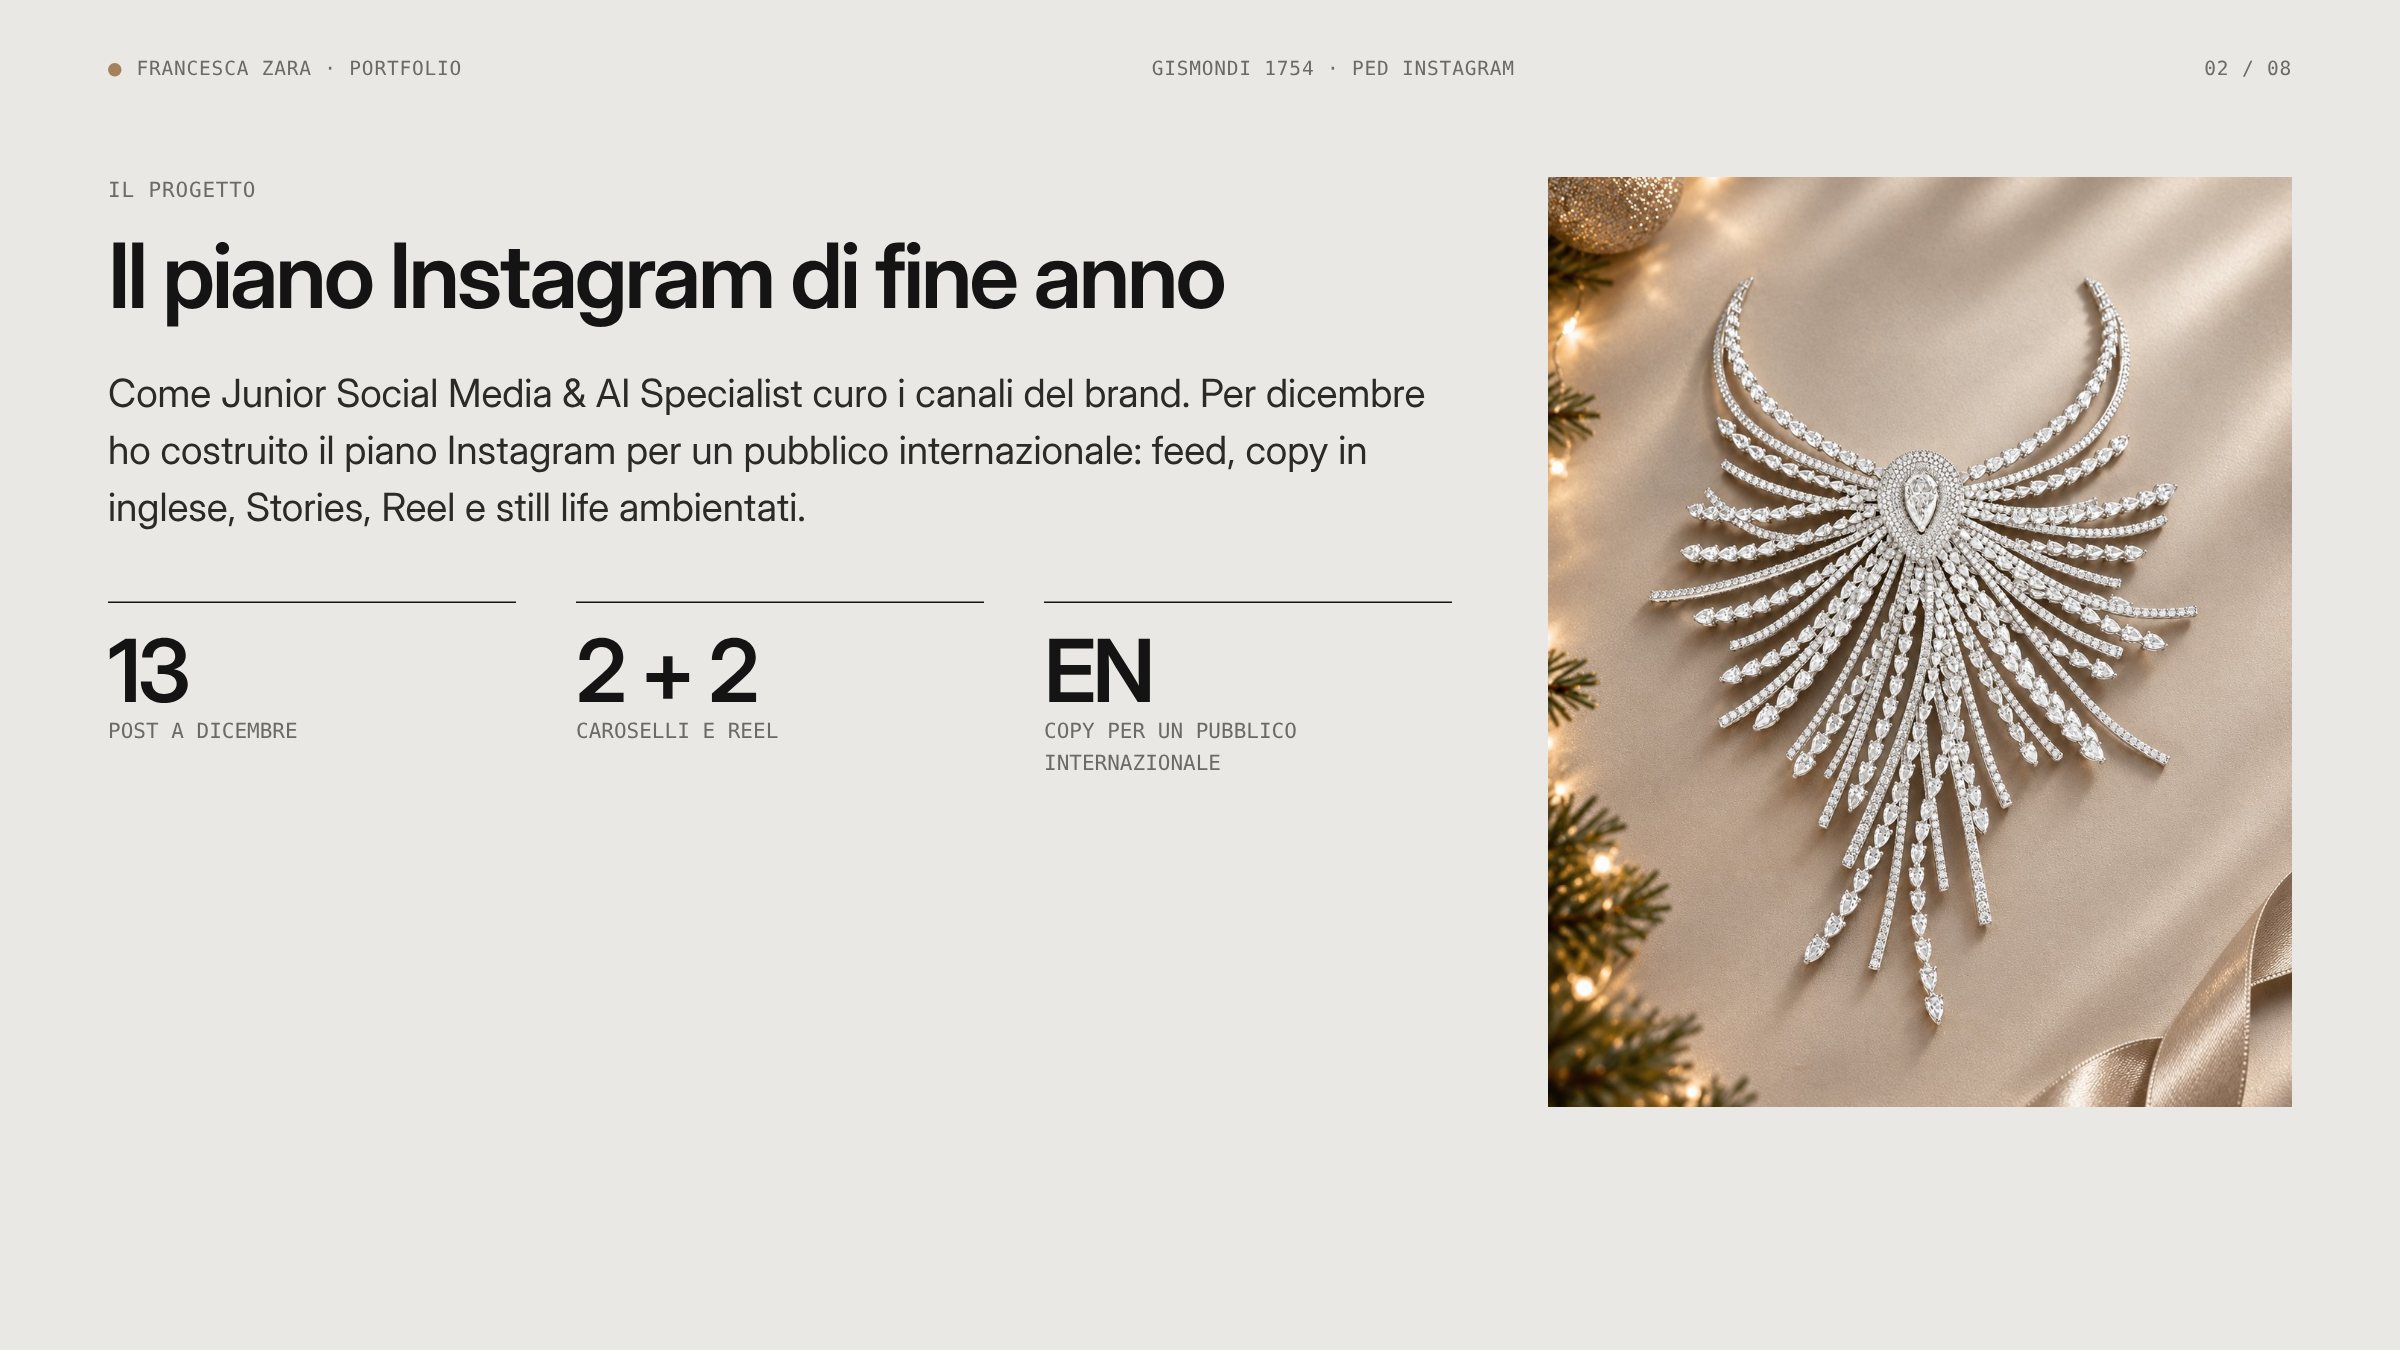 FRANCESCA ZARA · PORTFOLIO
GISMONDI 1754 · PED INSTAGRAM
02 / 08
IL PROGETTO
Il piano Instagram di fine anno
Come Junior Social Media & AI Specialist curo i canali del brand. Per dicembre
ho costruito il piano Instagram per un pubblico internazionale: feed, copy in
inglese, Stories, Reel e still life ambientati.
13
POST A DICEMBRE
2 + 2
CAROSELLI E REEL
EN
COPY PER UN PUBBLICO
INTERNAZIONALE